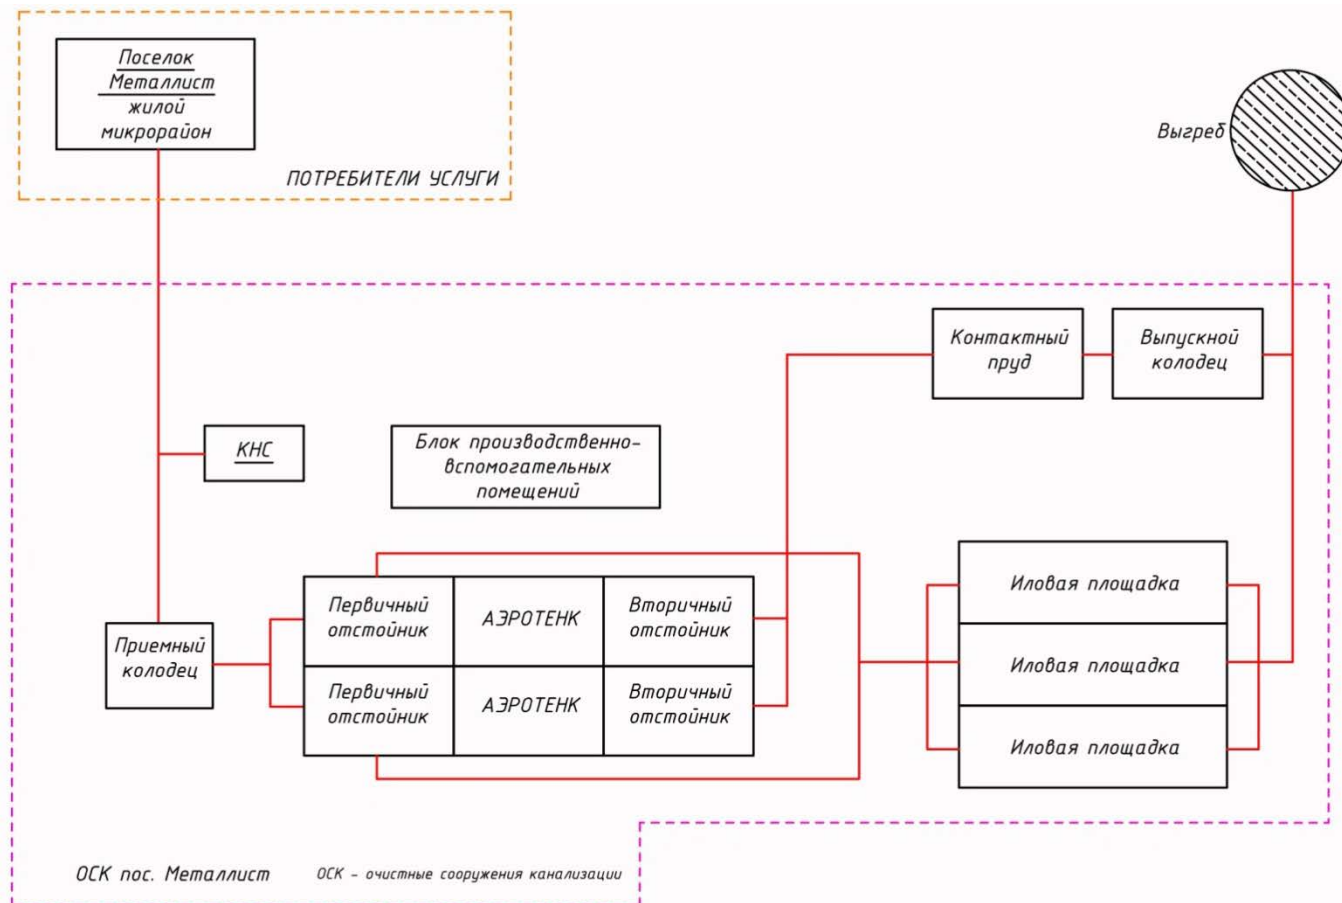 Поселок
Металлист
жилой
микрорайон
ПОТРЕБИТЕЛИ УСЛУГИ
Выгреб
Контактный
пруд
Выпускной
колодец
КНС
Блок производственно-
вспомогательных
помещений
Приемный
колодец
Первичный
отстойник
АЭРОТЕНК
Вторичный
отстойник
Первичный
отстойник
АЭРОТЕНК
Вторичный
отстойник
Иловая площадка
Иловая площадка
Иловая площадка
ОСК пос. Металлист
ОСК - очистные сооружения канализации